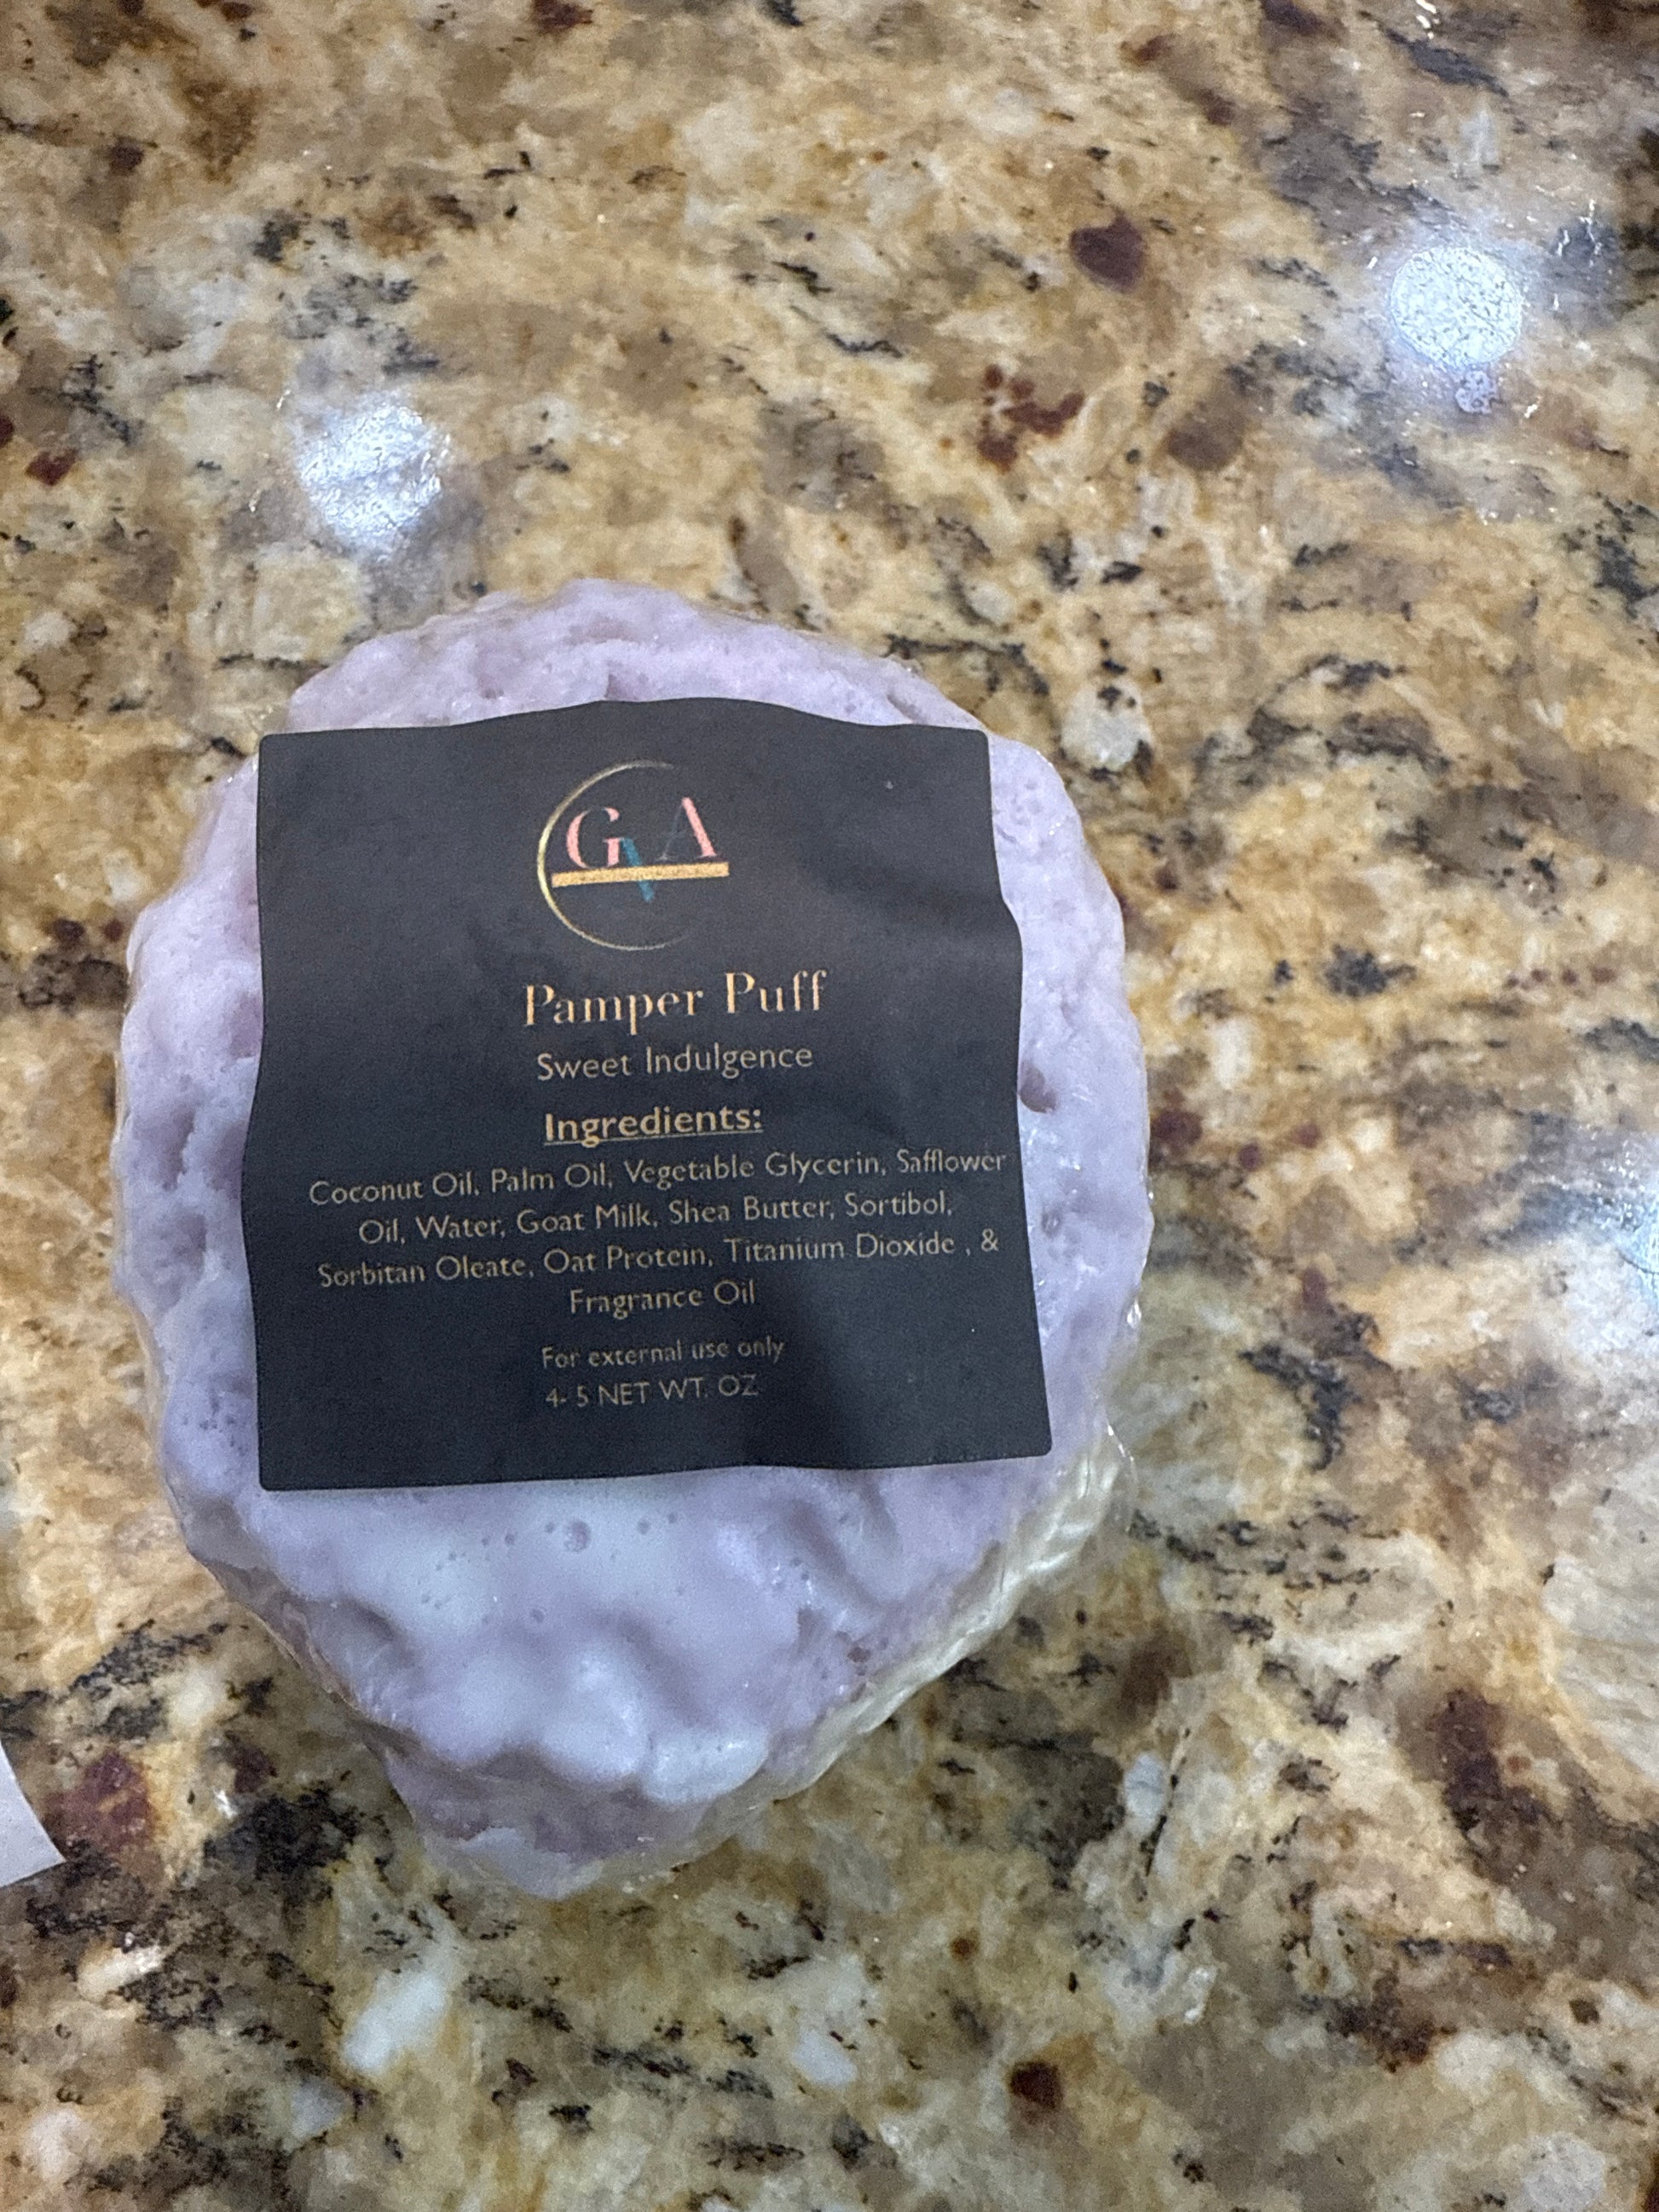 GVA
Pamper Puff
Sweet Indulgence
Ingredients:
Coconut Oil, Palm Oil, Vegetable Glycerin, Safflower
Oil, Water, Goat Milk, Shea Butter, Sortibol,
Sorbitan Oleate, Oat Protein, Titanium Dioxide , &
Fragrance Oil
For external use only
4- 5 NET WT. OZ